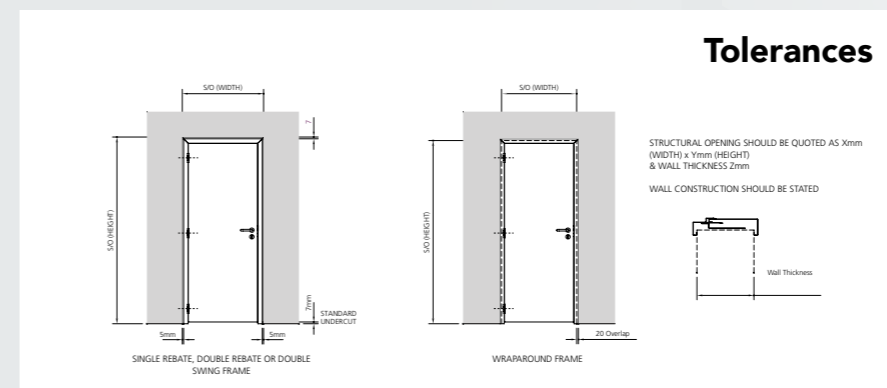 Tolerances
S/O (WIDTH)
7
S/O (HEIGHT)
7mm
STANDARD
UNDERCUT
5mm
5mm
SINGLE REBATE, DOUBLE REBATE OR DOUBLE
SWING FRAME
S/O (WIDTH)
S/O (HEIGHT)
20 Overlap
WRAPAROUND FRAME
STRUCTURAL OPENING SHOULD BE QUOTED AS Xmm
(WIDTH) x Ymm (HEIGHT)
& WALL THICKNESS Zmm
WALL CONSTRUCTION SHOULD BE STATED
Wall Thickness